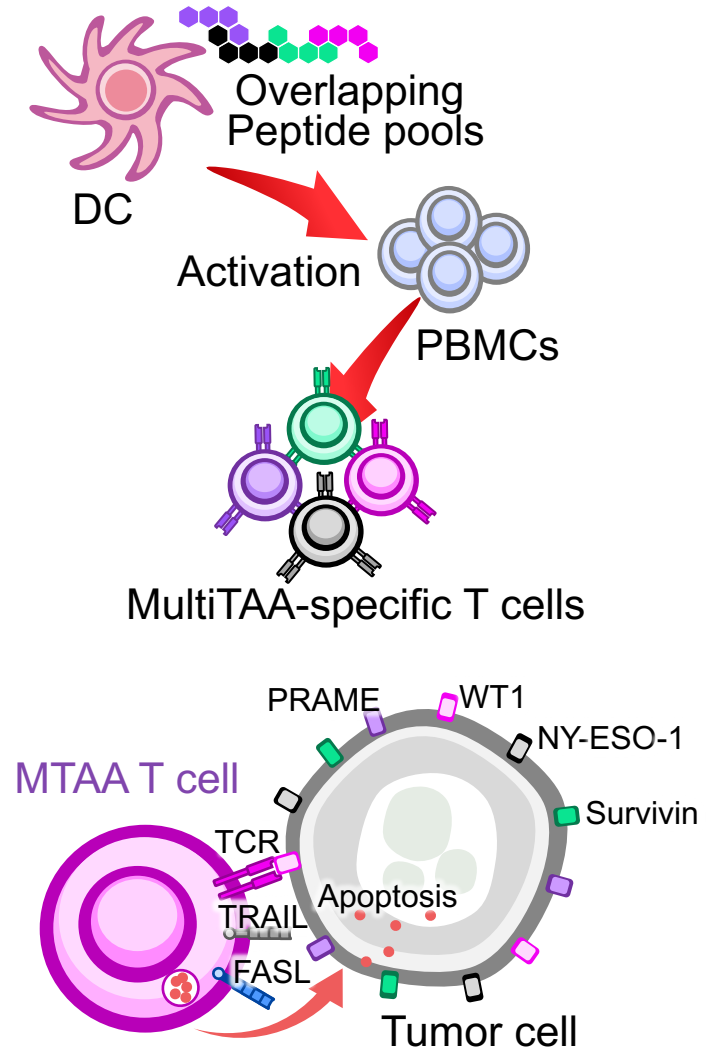 Overlapping
Peptide pools
DC
Activation
PBMCs
MultiTAA-specific T cells
PRAME
WT1
NY-ESO-1
MTAA T cell
Survivin
TCR
Apoptosis
TRAIL
FASL
Tumor cell